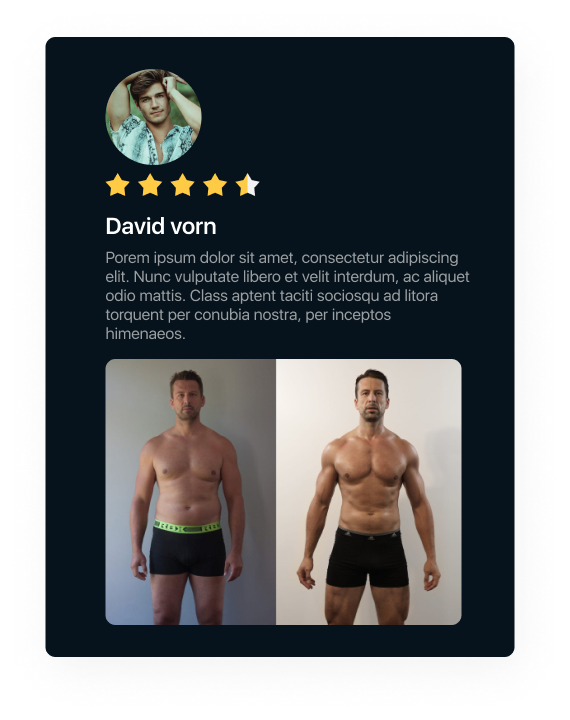 David vorn
Porem ipsum dolor sit amet, consectetur adipiscing
elit. Nunc vulputate libero et velit interdum, ac aliquet
odio mattis. Class aptent taciti sociosqu ad litora
torquent per conubia nostra, per inceptos
himenaeos.